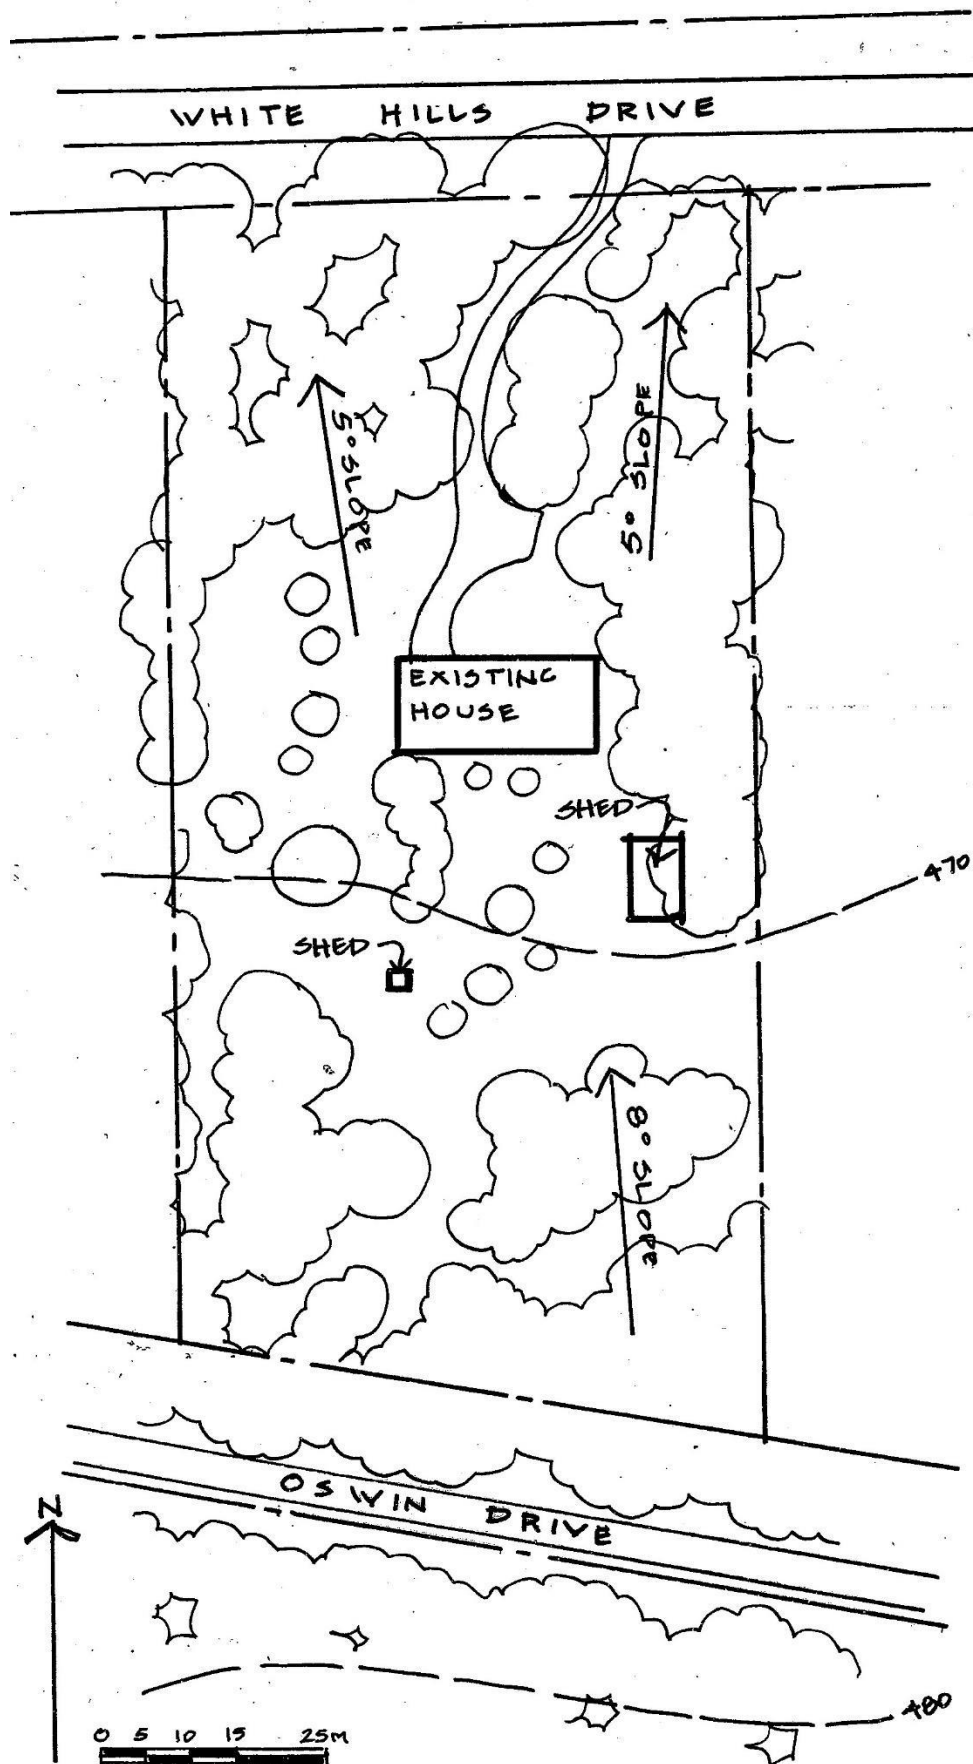 WHITE HILLS DRIVE
5° SLOPE
5° SLOPE
EXISTING
HOUSE
SHED
470
SHED
8° SLOPE
OSWIN DRIVE
N
480
0 5 10 15 25M